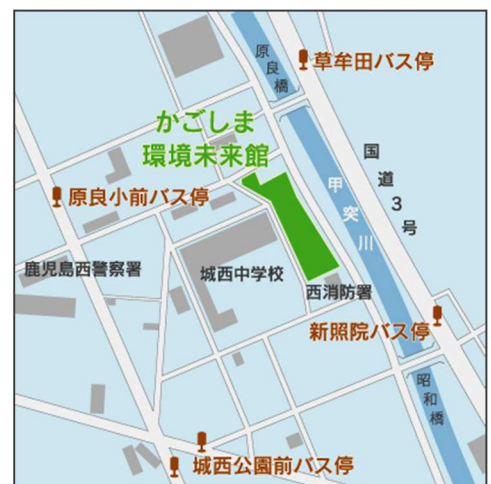 原良橋
草牟田バス停
かごしま
環境未来館
国道3号
甲突川
原良小前バス停
鹿児島西警察署
城西中学校
西消防署
新照院バス停
昭和橋
城西公園前バス停